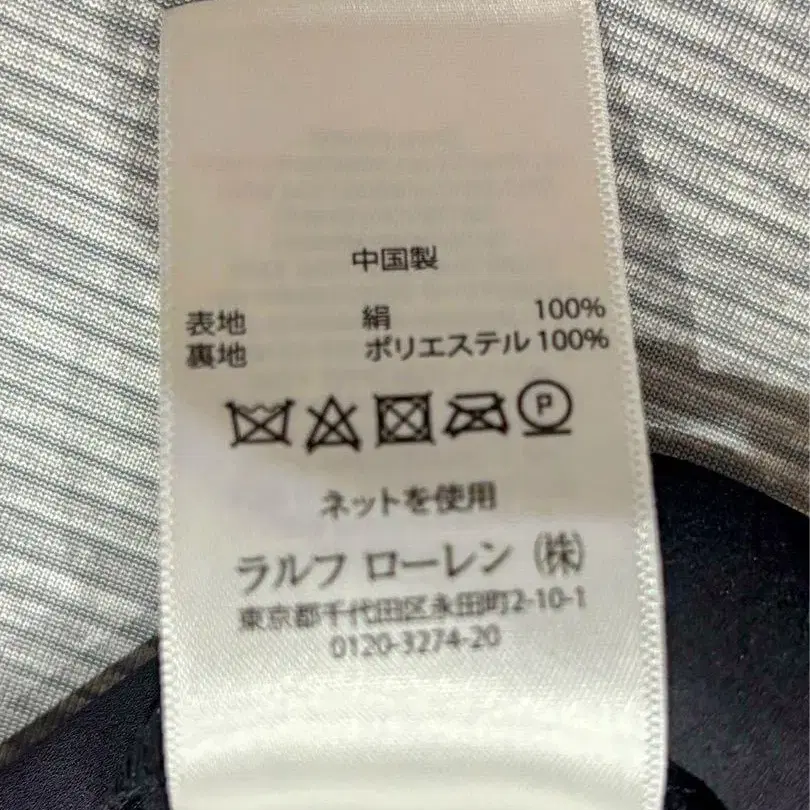 中国製
表地 絹 100%
裏地 ポリエステル 100%
P
ネットを使用
ラルフ ローレン (株)
東京都千代田区永田町2-10-1
0120-3274-20